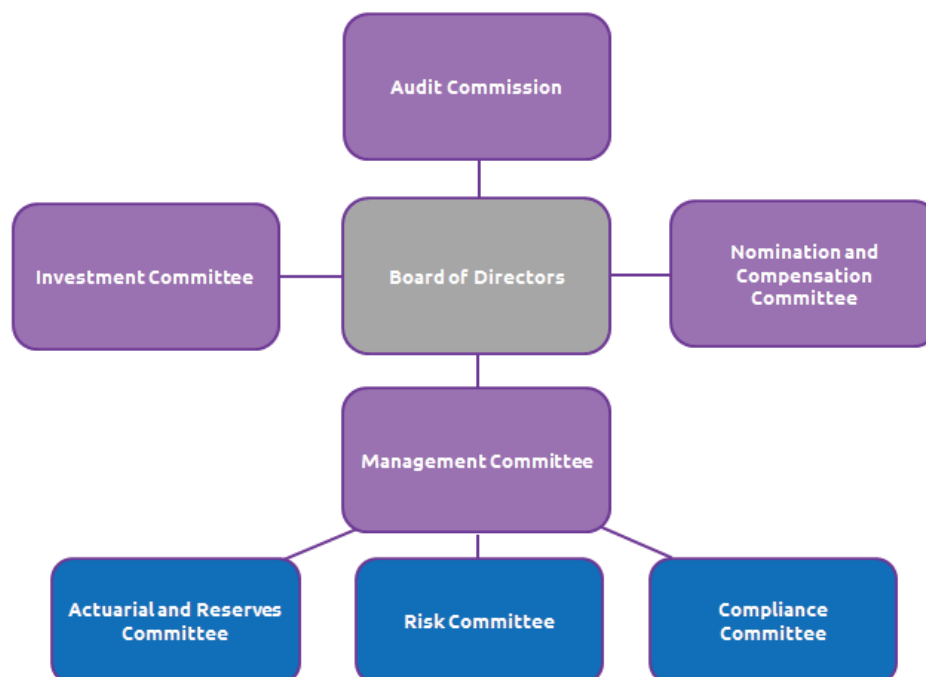 Audit Commission
Investment Committee
Board of Directors
Nomination and
Compensation
Committee
Management Committee
Actuarial and Reserves
Committee
Risk Committee
Compliance
Committee